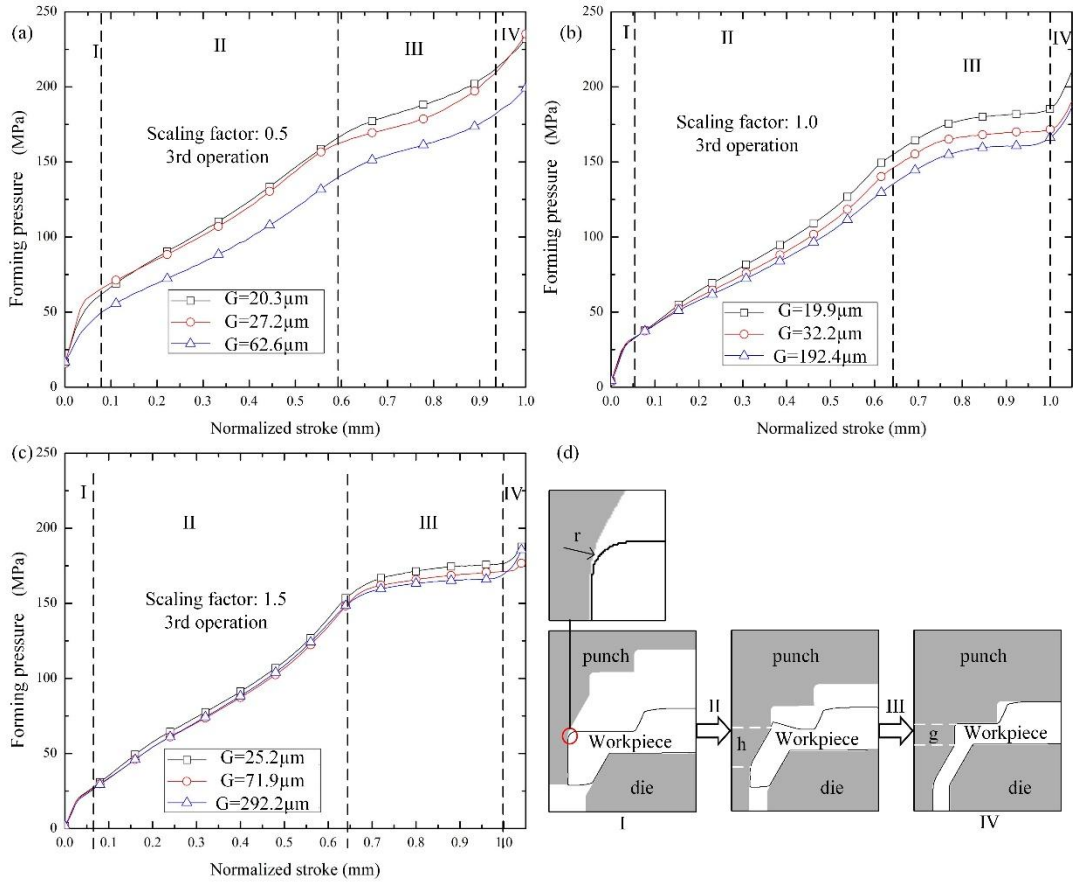 (a)
I
II
III
IV
250
200
150
100
50
0
Forming pressure (MPa)
Scaling factor: 0.5
3rd operation
G=20.3μm
G=27.2μm
G=62.6μm
0.0 0.1 0.2 0.3 0.4 0.5 0.6 0.7 0.8 0.9 1.0
Normalized stroke (mm)
(b)
I
II
III
IV
250
200
150
100
50
0
Forming pressure (MPa)
Scaling factor: 1.0
3rd operation
G=19.9μm
G=32.2μm
G=192.4μm
0.0 0.1 0.2 0.3 0.4 0.5 0.6 0.7 0.8 0.9 1.0
Normalized stroke (mm)
(c)
I
II
III
IV
250
200
150
100
50
0
Forming pressure (MPa)
Scaling factor: 1.5
3rd operation
G=25.2μm
G=71.9μm
G=292.2μm
0.0 0.1 0.2 0.3 0.4 0.5 0.6 0.7 0.8 0.9 1.0
Normalized stroke (mm)
(d)
r
punch
Workpiece
die
I
II
punch
h
Workpiece
die
III
punch
g
Workpiece
die
IV